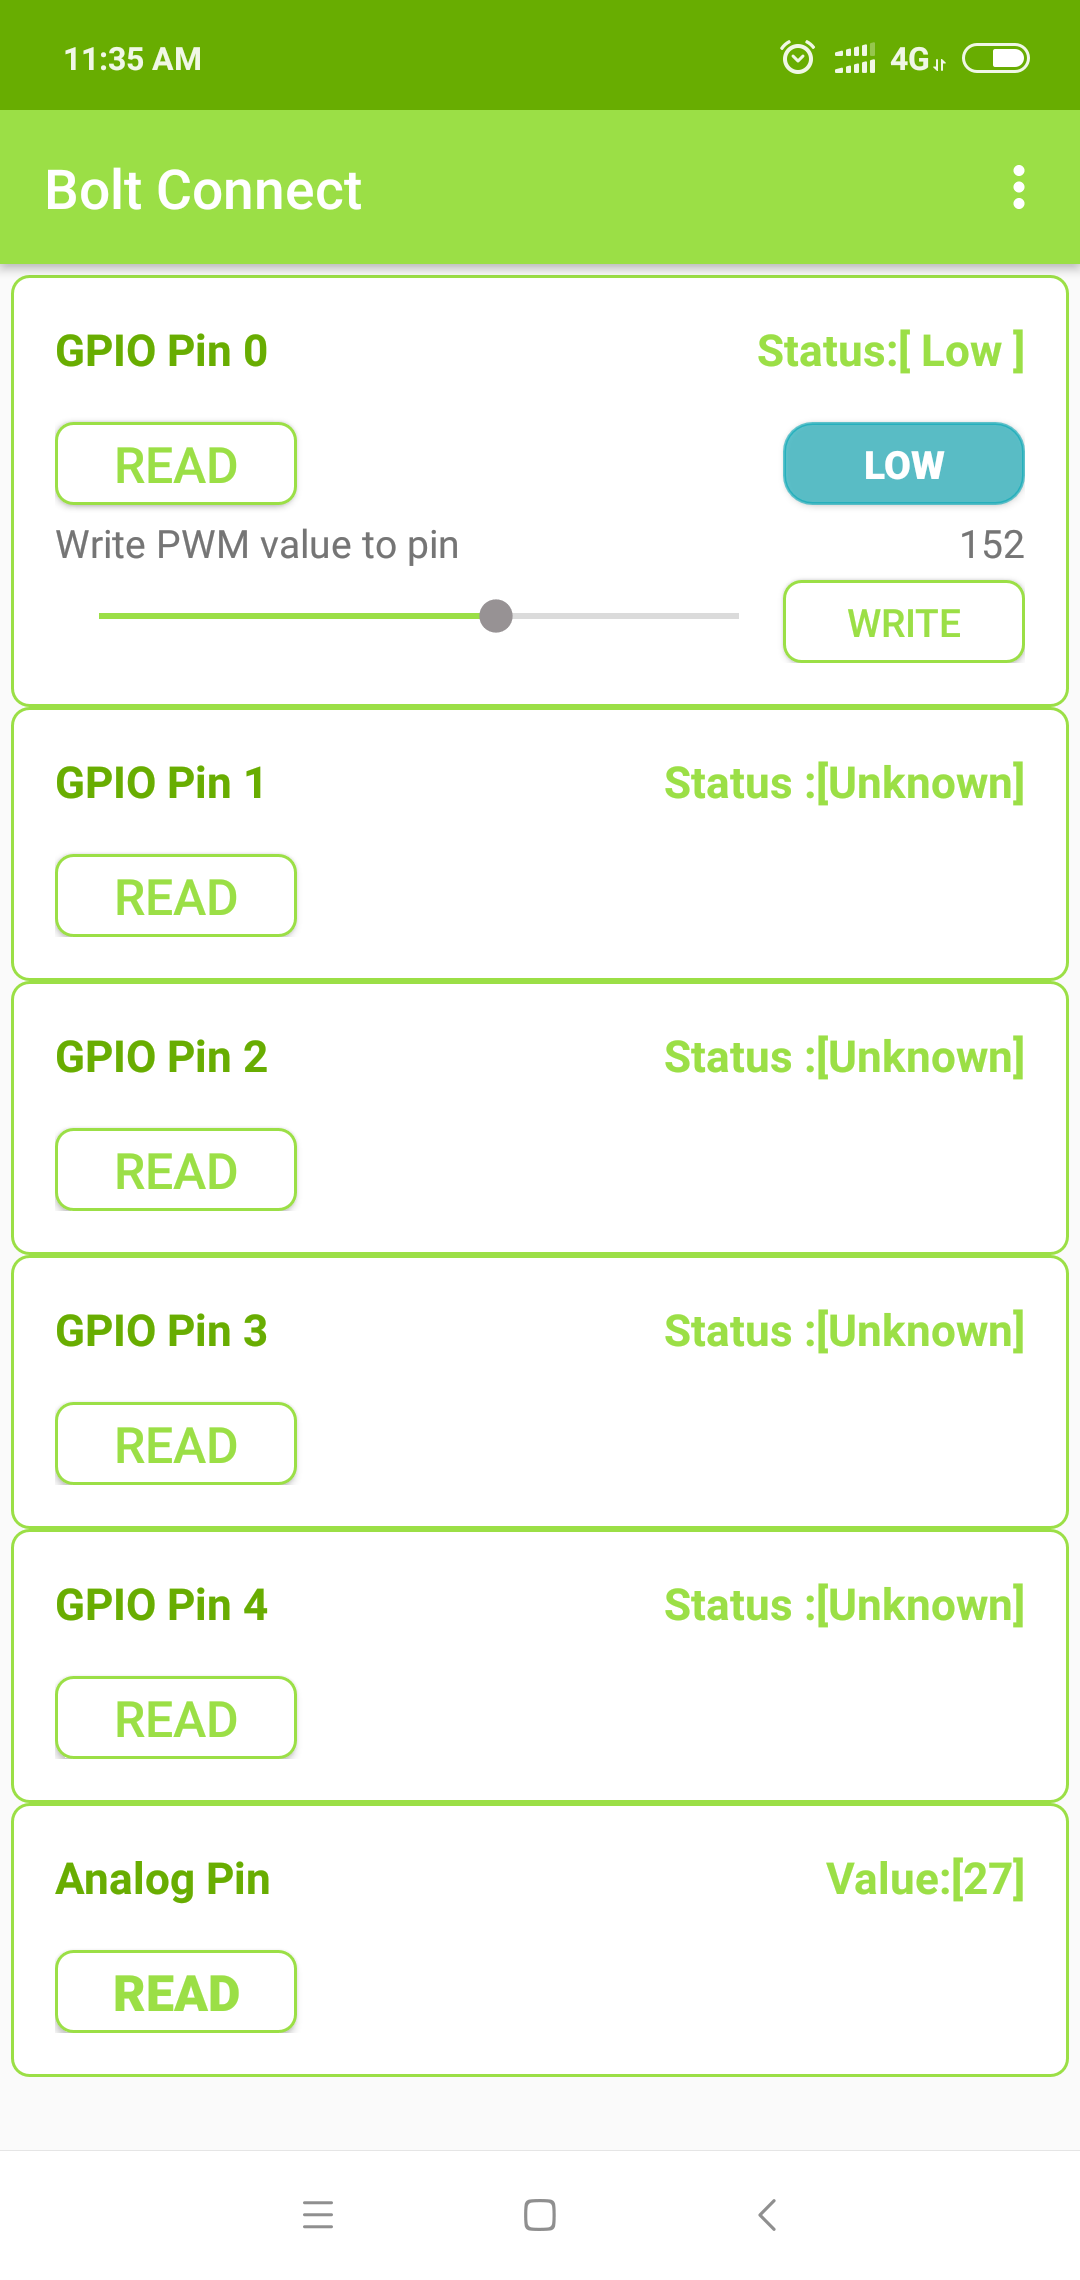 11:35 AM 4G
Bolt Connect
GPIO Pin 0 Status:[ Low ]
READ LOW
Write PWM value to pin 152
WRITE
GPIO Pin 1 Status :[Unknown]
READ
GPIO Pin 2 Status :[Unknown]
READ
GPIO Pin 3 Status :[Unknown]
READ
GPIO Pin 4 Status :[Unknown]
READ
Analog Pin Value:[27]
READ